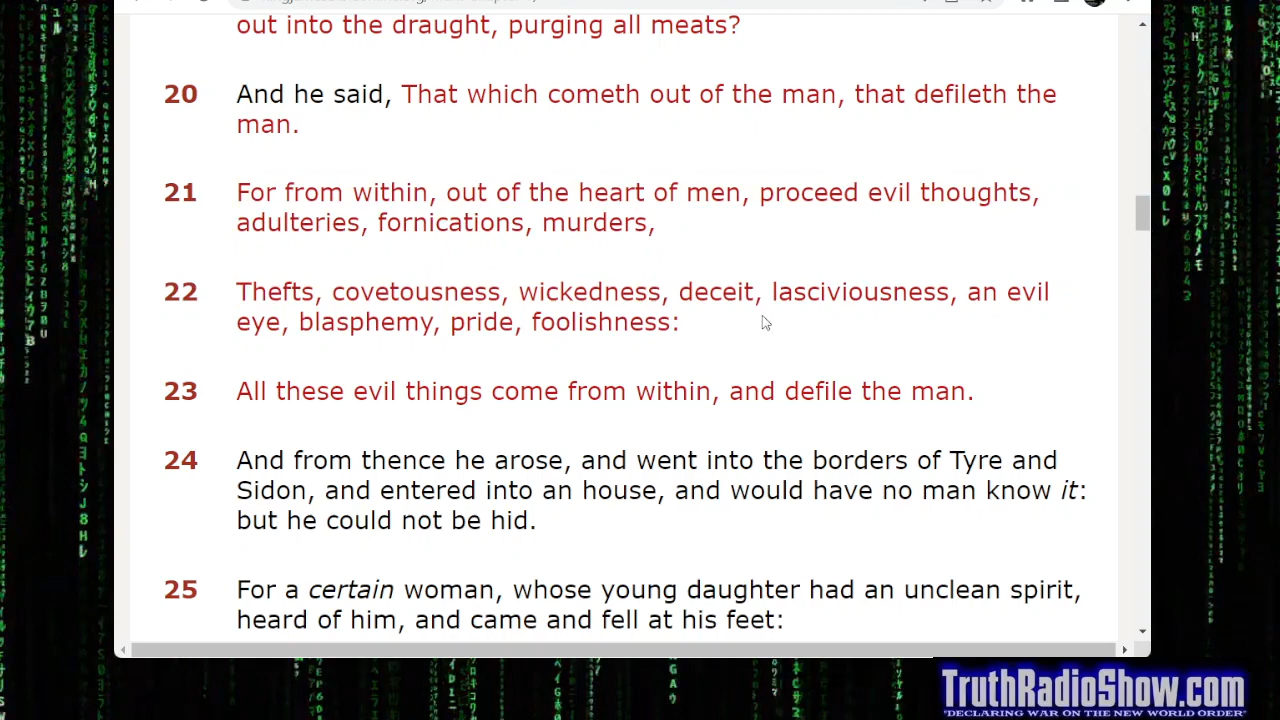 out into the draught, purging all meats?
20 And he said, That which cometh out of the man, that defileth the
man.
21 For from within, out of the heart of men, proceed evil thoughts,
adulteries, fornications, murders,
22 Thefts, covetousness, wickedness, deceit, lasciviousness, an evil
eye, blasphemy, pride, foolishness:
23 All these evil things come from within, and defile the man.
24 And from thence he arose, and went into the borders of Tyre and
Sidon, and entered into an house, and would have no man know it:
but he could not be hid.
25 For a certain woman, whose young daughter had an unclean spirit,
heard of him, and came and fell at his feet:
TruthRadioShow.com
"DECLARING WAR ON THE NEW WORLD ORDER"